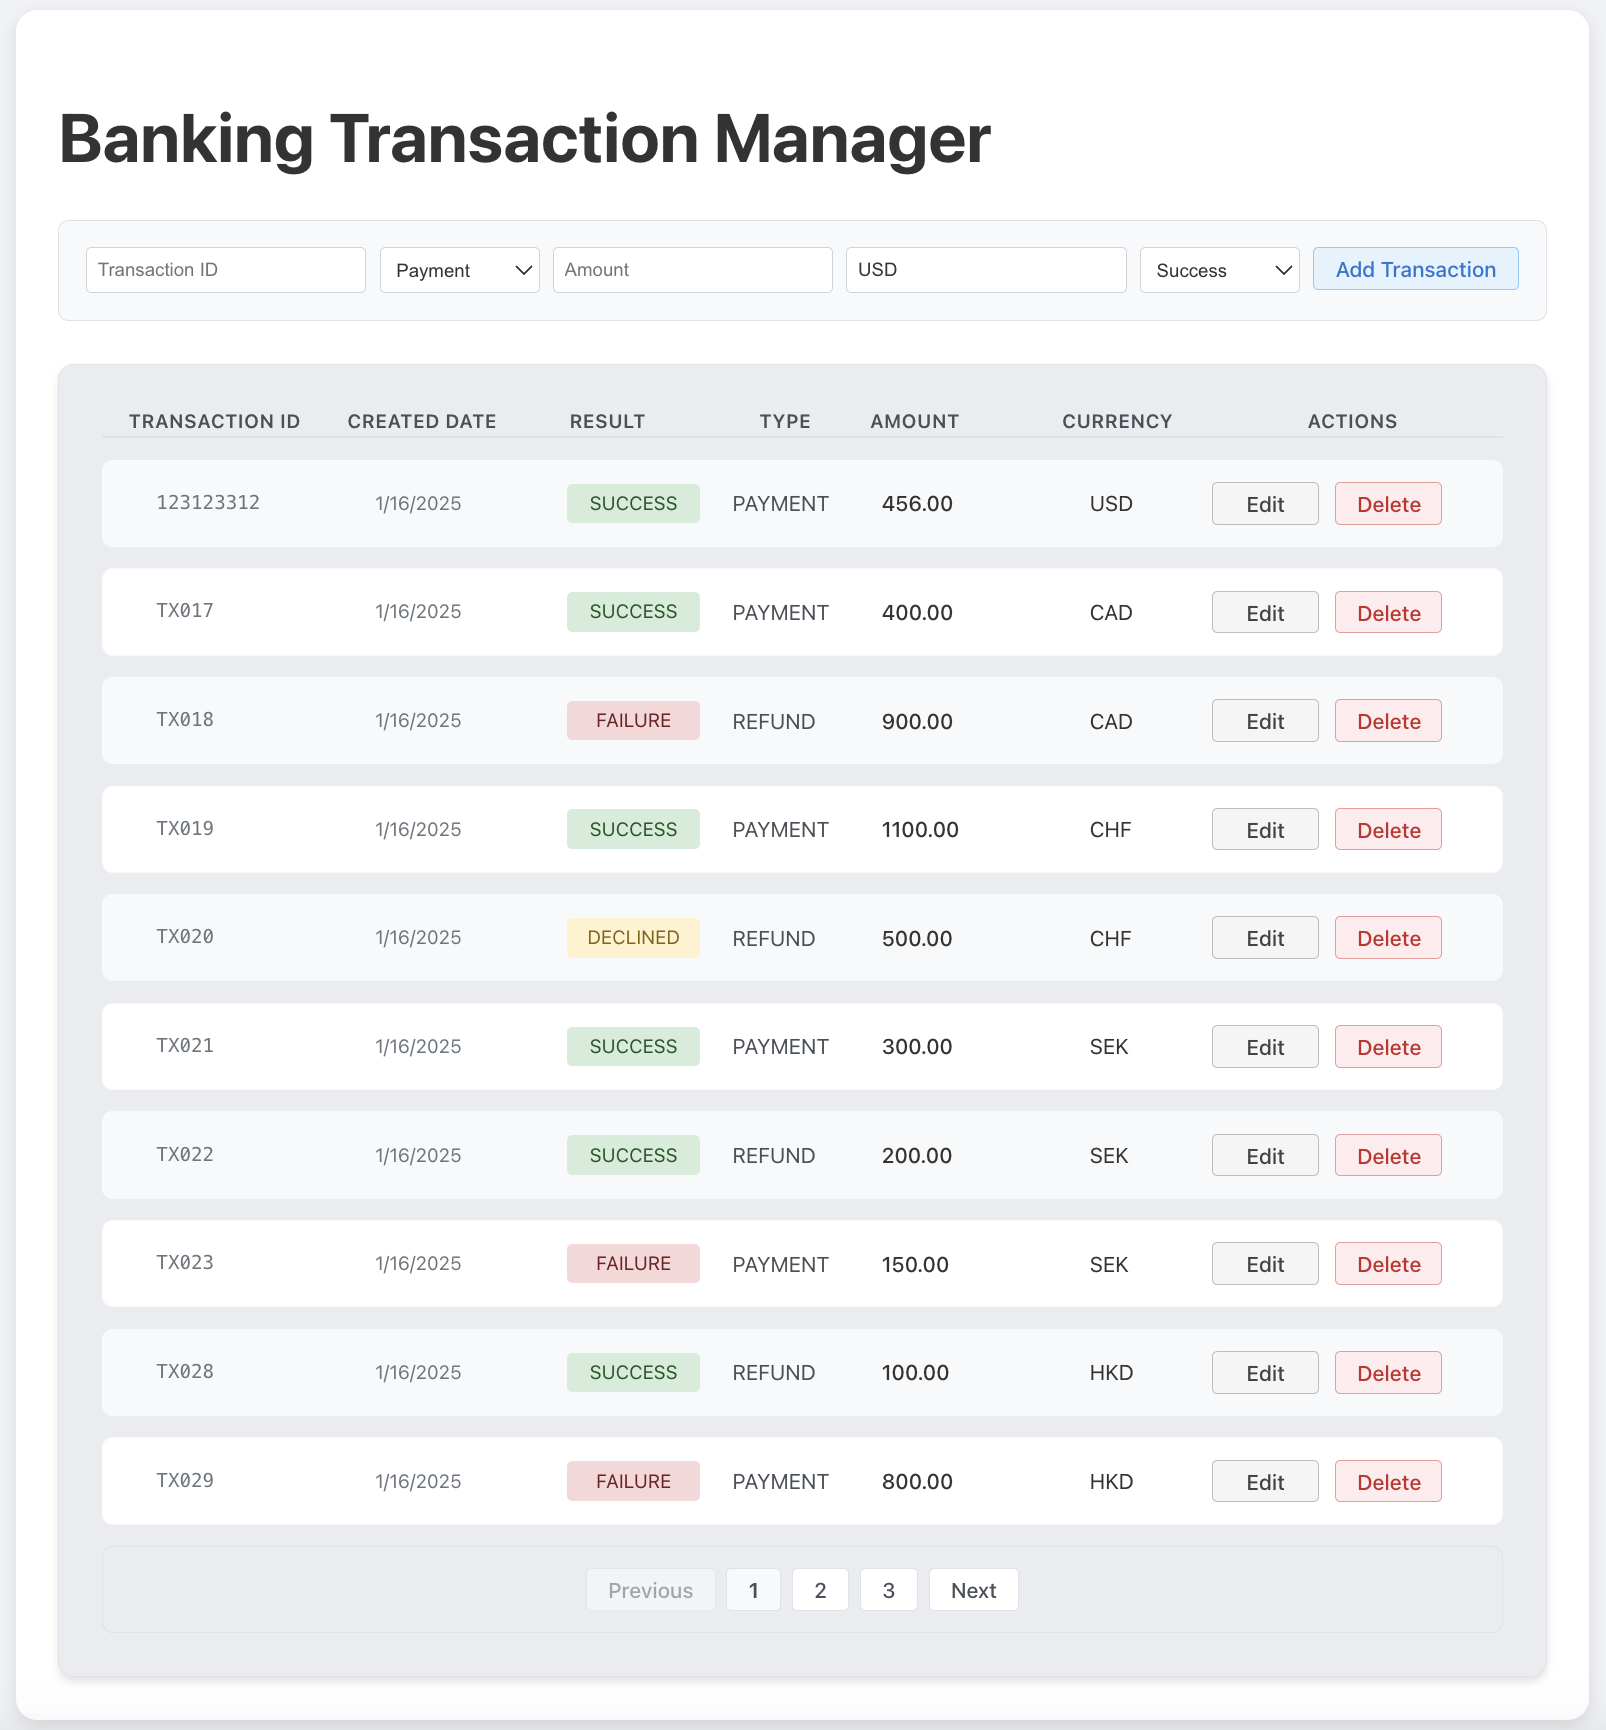 Banking Transaction Manager
Transaction ID Payment Amount USD Success Add Transaction
TRANSACTION ID CREATED DATE RESULT TYPE AMOUNT CURRENCY ACTIONS
123123312 1/16/2025 SUCCESS PAYMENT 456.00 USD Edit Delete
TX017 1/16/2025 SUCCESS PAYMENT 400.00 CAD Edit Delete
TX018 1/16/2025 FAILURE REFUND 900.00 CAD Edit Delete
TX019 1/16/2025 SUCCESS PAYMENT 1100.00 CHF Edit Delete
TX020 1/16/2025 DECLINED REFUND 500.00 CHF Edit Delete
TX021 1/16/2025 SUCCESS PAYMENT 300.00 SEK Edit Delete
TX022 1/16/2025 SUCCESS REFUND 200.00 SEK Edit Delete
TX023 1/16/2025 FAILURE PAYMENT 150.00 SEK Edit Delete
TX028 1/16/2025 SUCCESS REFUND 100.00 HKD Edit Delete
TX029 1/16/2025 FAILURE PAYMENT 800.00 HKD Edit Delete
Previous 1 2 3 Next